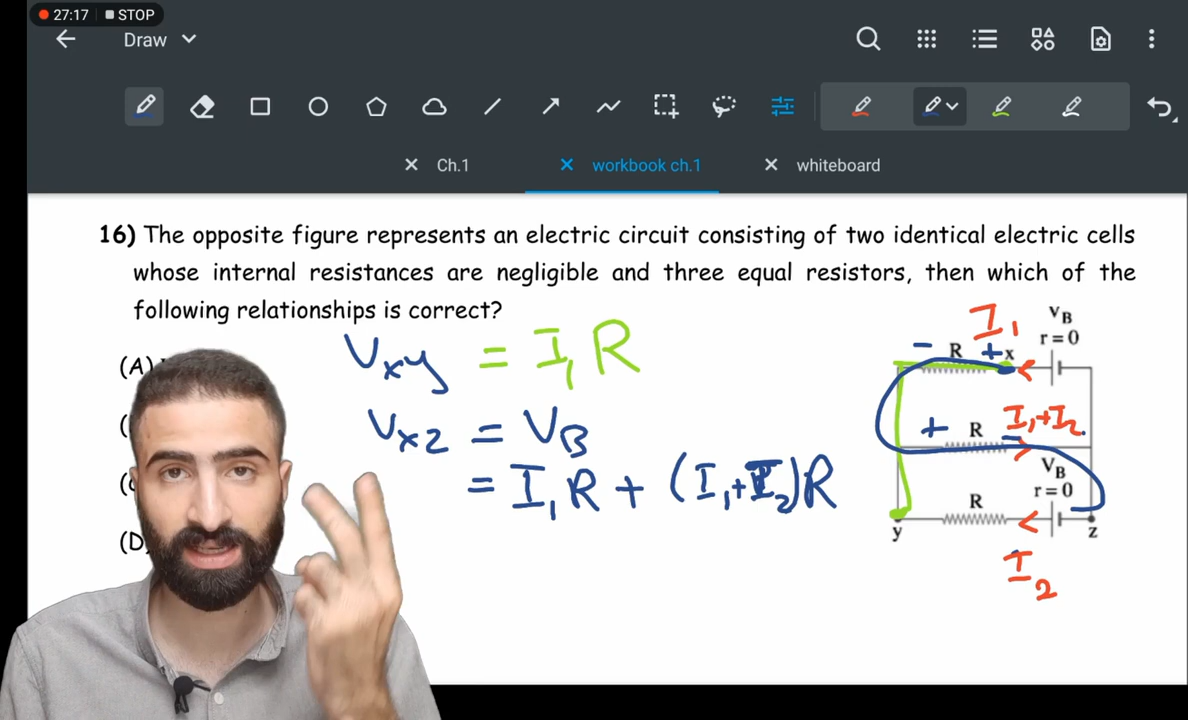 27:17 STOP
Draw
Ch.1 workbook ch.1 whiteboard
16) The opposite figure represents an electric circuit consisting of two identical electric cells
whose internal resistances are negligible and three equal resistors, then which of the
following relationships is correct?
(A)
(D)
Vxy = I₁R
Vxz = VB
= I₁R + (I₁+I₂)R
I₁ VB
r = 0
- R + x
+ R I₁+I₂
-
VB
r = 0
R
y z
I₂